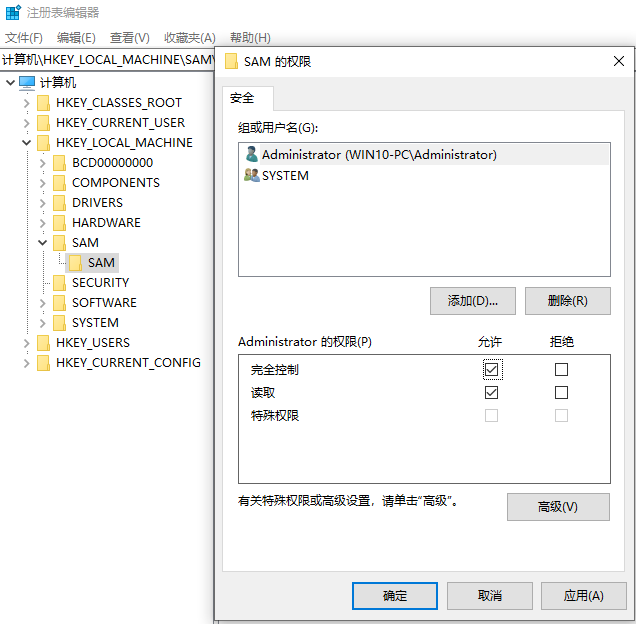 注册表编辑器
文件(F) 编辑(E) 查看(V) 收藏夹(A) 帮助(H)
计算机\HKEY_LOCAL_MACHINE\SAM\
计算机
HKEY_CLASSES_ROOT
HKEY_CURRENT_USER
HKEY_LOCAL_MACHINE
BCD00000000
COMPONENTS
DRIVERS
HARDWARE
SAM
SAM
SECURITY
SOFTWARE
SYSTEM
HKEY_USERS
HKEY_CURRENT_CONFIG
SAM 的权限
安全
组或用户名(G):
Administrator (WIN10-PC\Administrator)
SYSTEM
添加(D)... 删除(R)
Administrator 的权限(P) 允许 拒绝
完全控制
读取
特殊权限
有关特殊权限或高级设置，请单击“高级”。
高级(V)
确定 取消 应用(A)